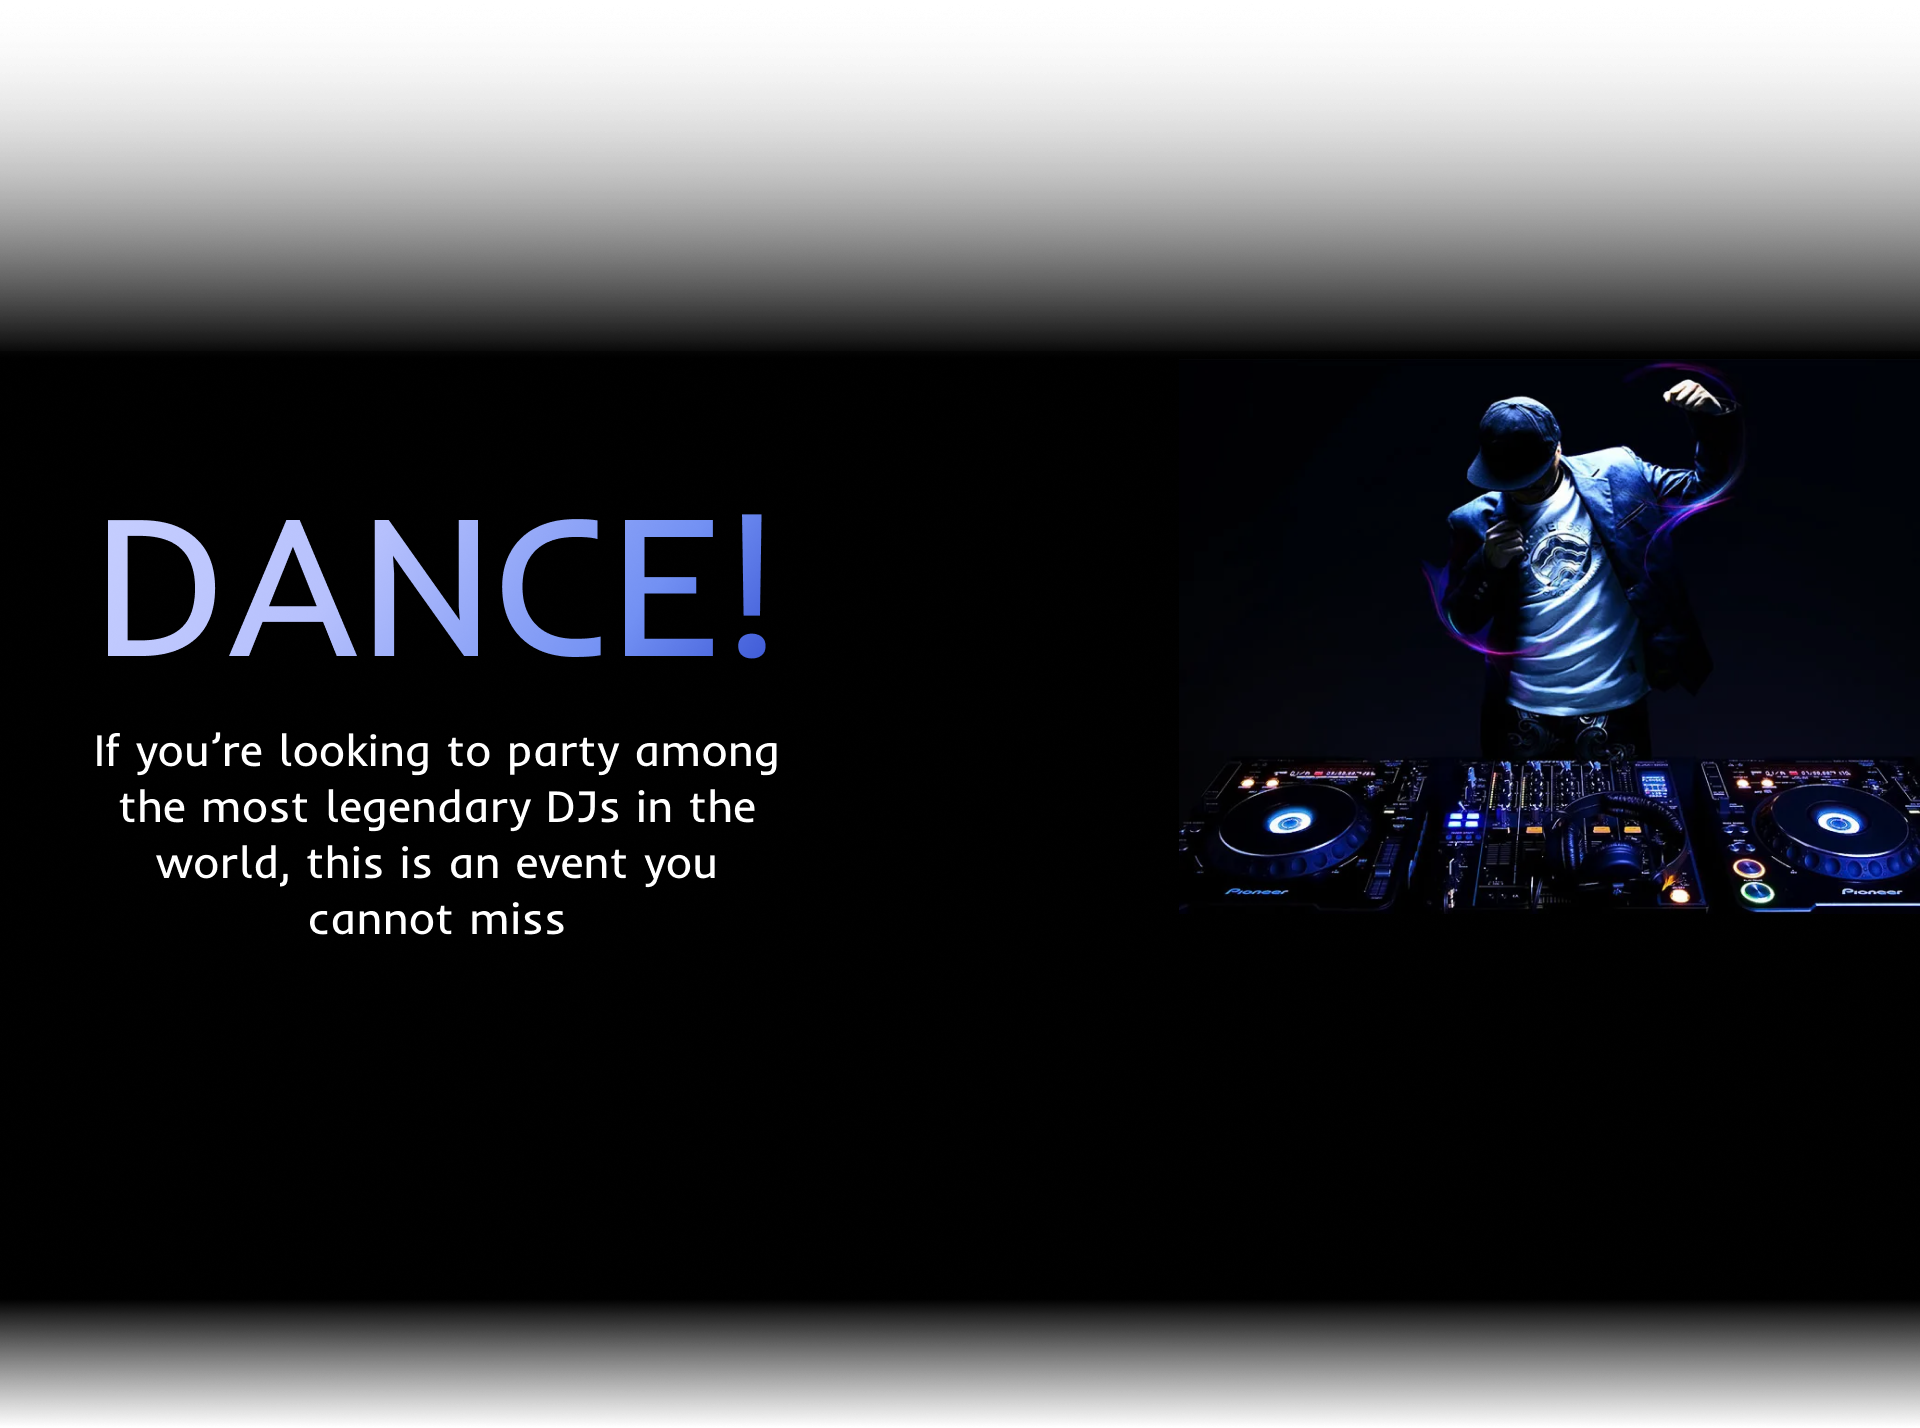 DANCE!
If you’re looking to party among
the most legendary DJs in the
world, this is an event you
cannot miss
Pioneer
Pioneer